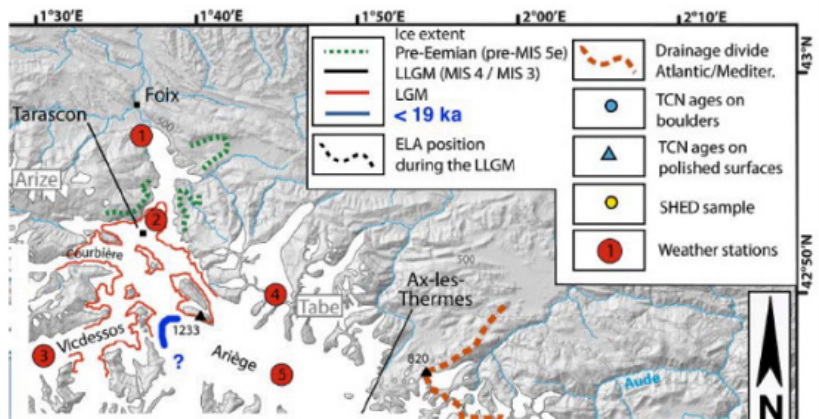 1°30'E
1°40'E
1°50'E
2°00'E
2°10'E
43°N
42°50'N
Ice extent
Pre-Eemian (pre-MIS 5e)
LLGM (MIS 4 / MIS 3)
LGM
< 19 ka
ELA position
during the LLGM
Drainage divide
Atlantic/Mediter.
TCN ages on
boulders
TCN ages on
polished surfaces
SHED sample
1
Weather stations
Foix
Tarascon
500
1
Arize
2
Courbière
500
Ax-les-
Thermes
4
Tabe
1233
Vicdessos
3
?
Ariège
5
820
Aude
N